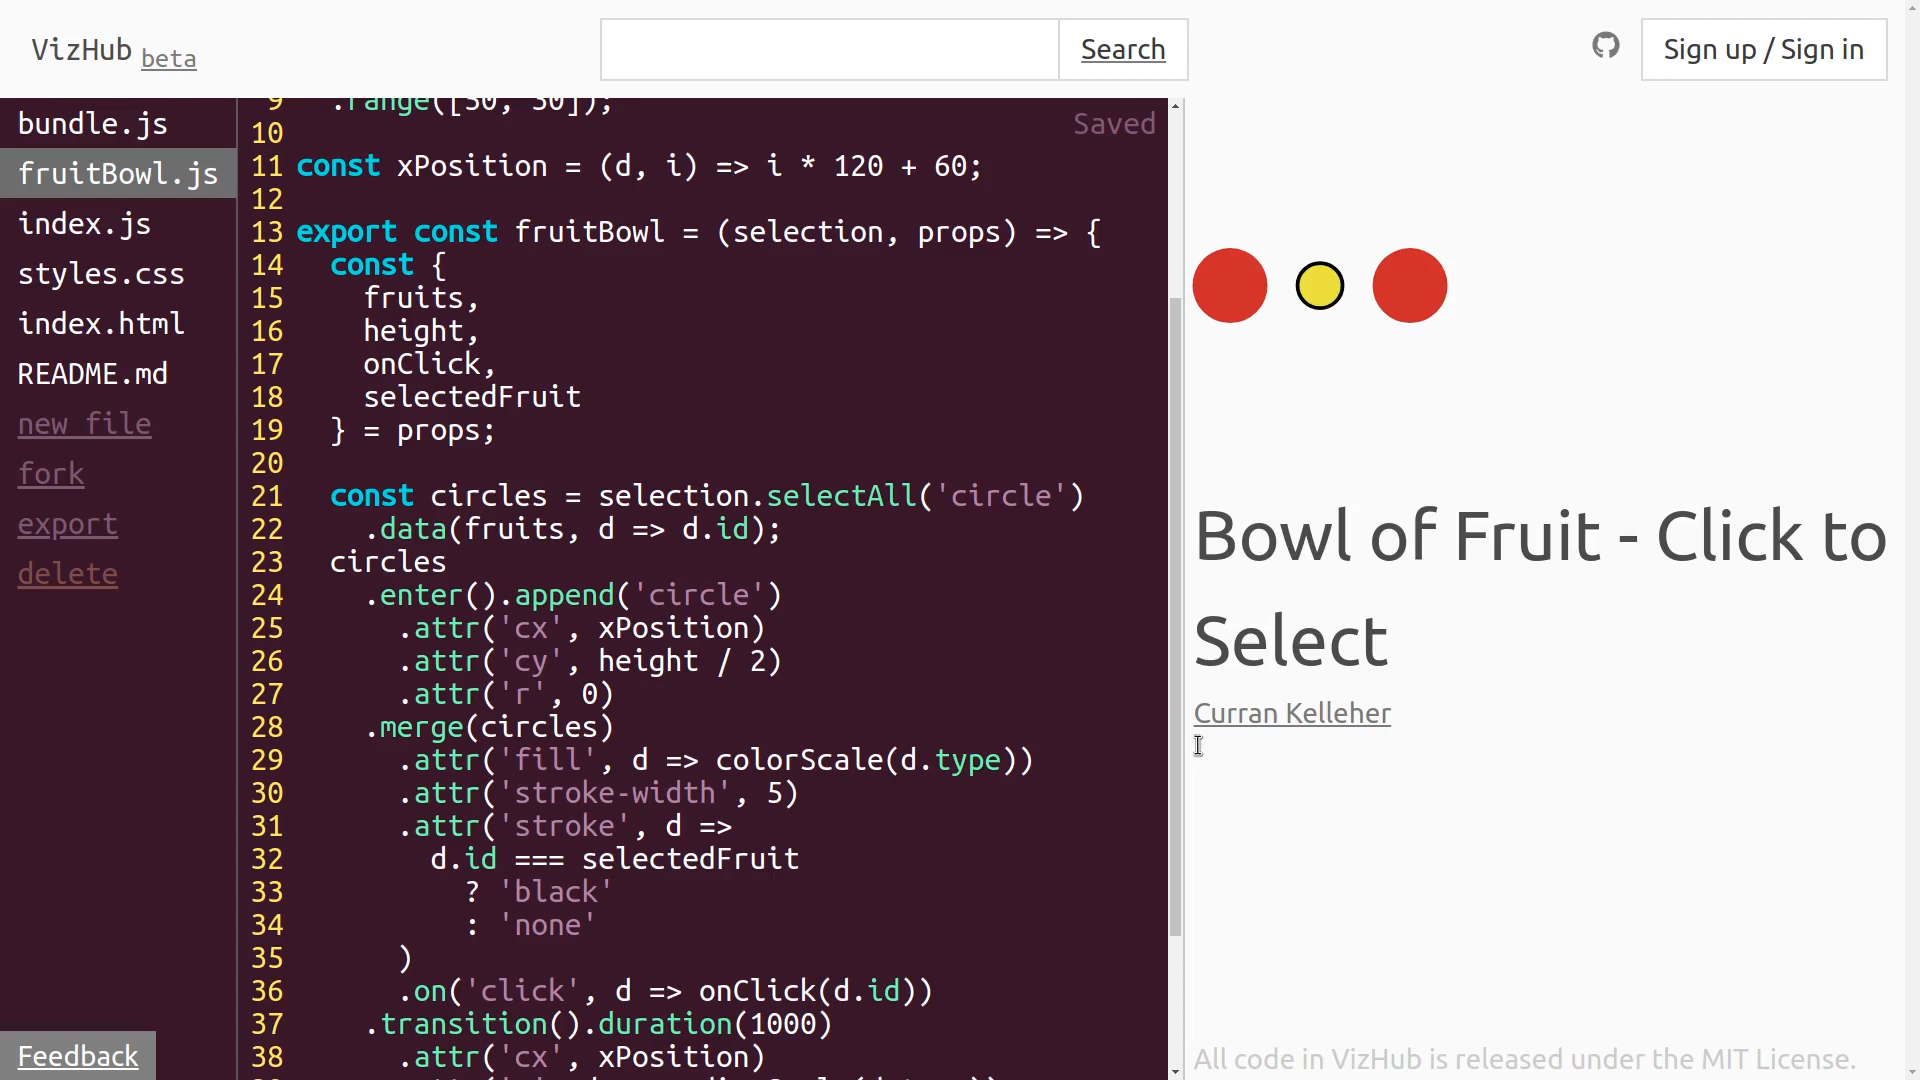 VizHub beta
Search
Sign up / Sign in
bundle.js
fruitBowl.js
index.js
styles.css
index.html
README.md
new file
fork
export
delete
Feedback
Saved
9 .range([50, 30]);
10
11 const xPosition = (d, i) => i * 120 + 60;
12
13 export const fruitBowl = (selection, props) => {
14 const {
15 fruits,
16 height,
17 onClick,
18 selectedFruit
19 } = props;
20
21 const circles = selection.selectAll('circle')
22 .data(fruits, d => d.id);
23 circles
24 .enter().append('circle')
25 .attr('cx', xPosition)
26 .attr('cy', height / 2)
27 .attr('r', 0)
28 .merge(circles)
29 .attr('fill', d => colorScale(d.type))
30 .attr('stroke-width', 5)
31 .attr('stroke', d =>
32 d.id === selectedFruit
33 ? 'black'
34 : 'none'
35 )
36 .on('click', d => onClick(d.id))
37 .transition().duration(1000)
38 .attr('cx', xPosition)
Bowl of Fruit - Click to
Select
Curran Kelleher
All code in VizHub is released under the MIT License.